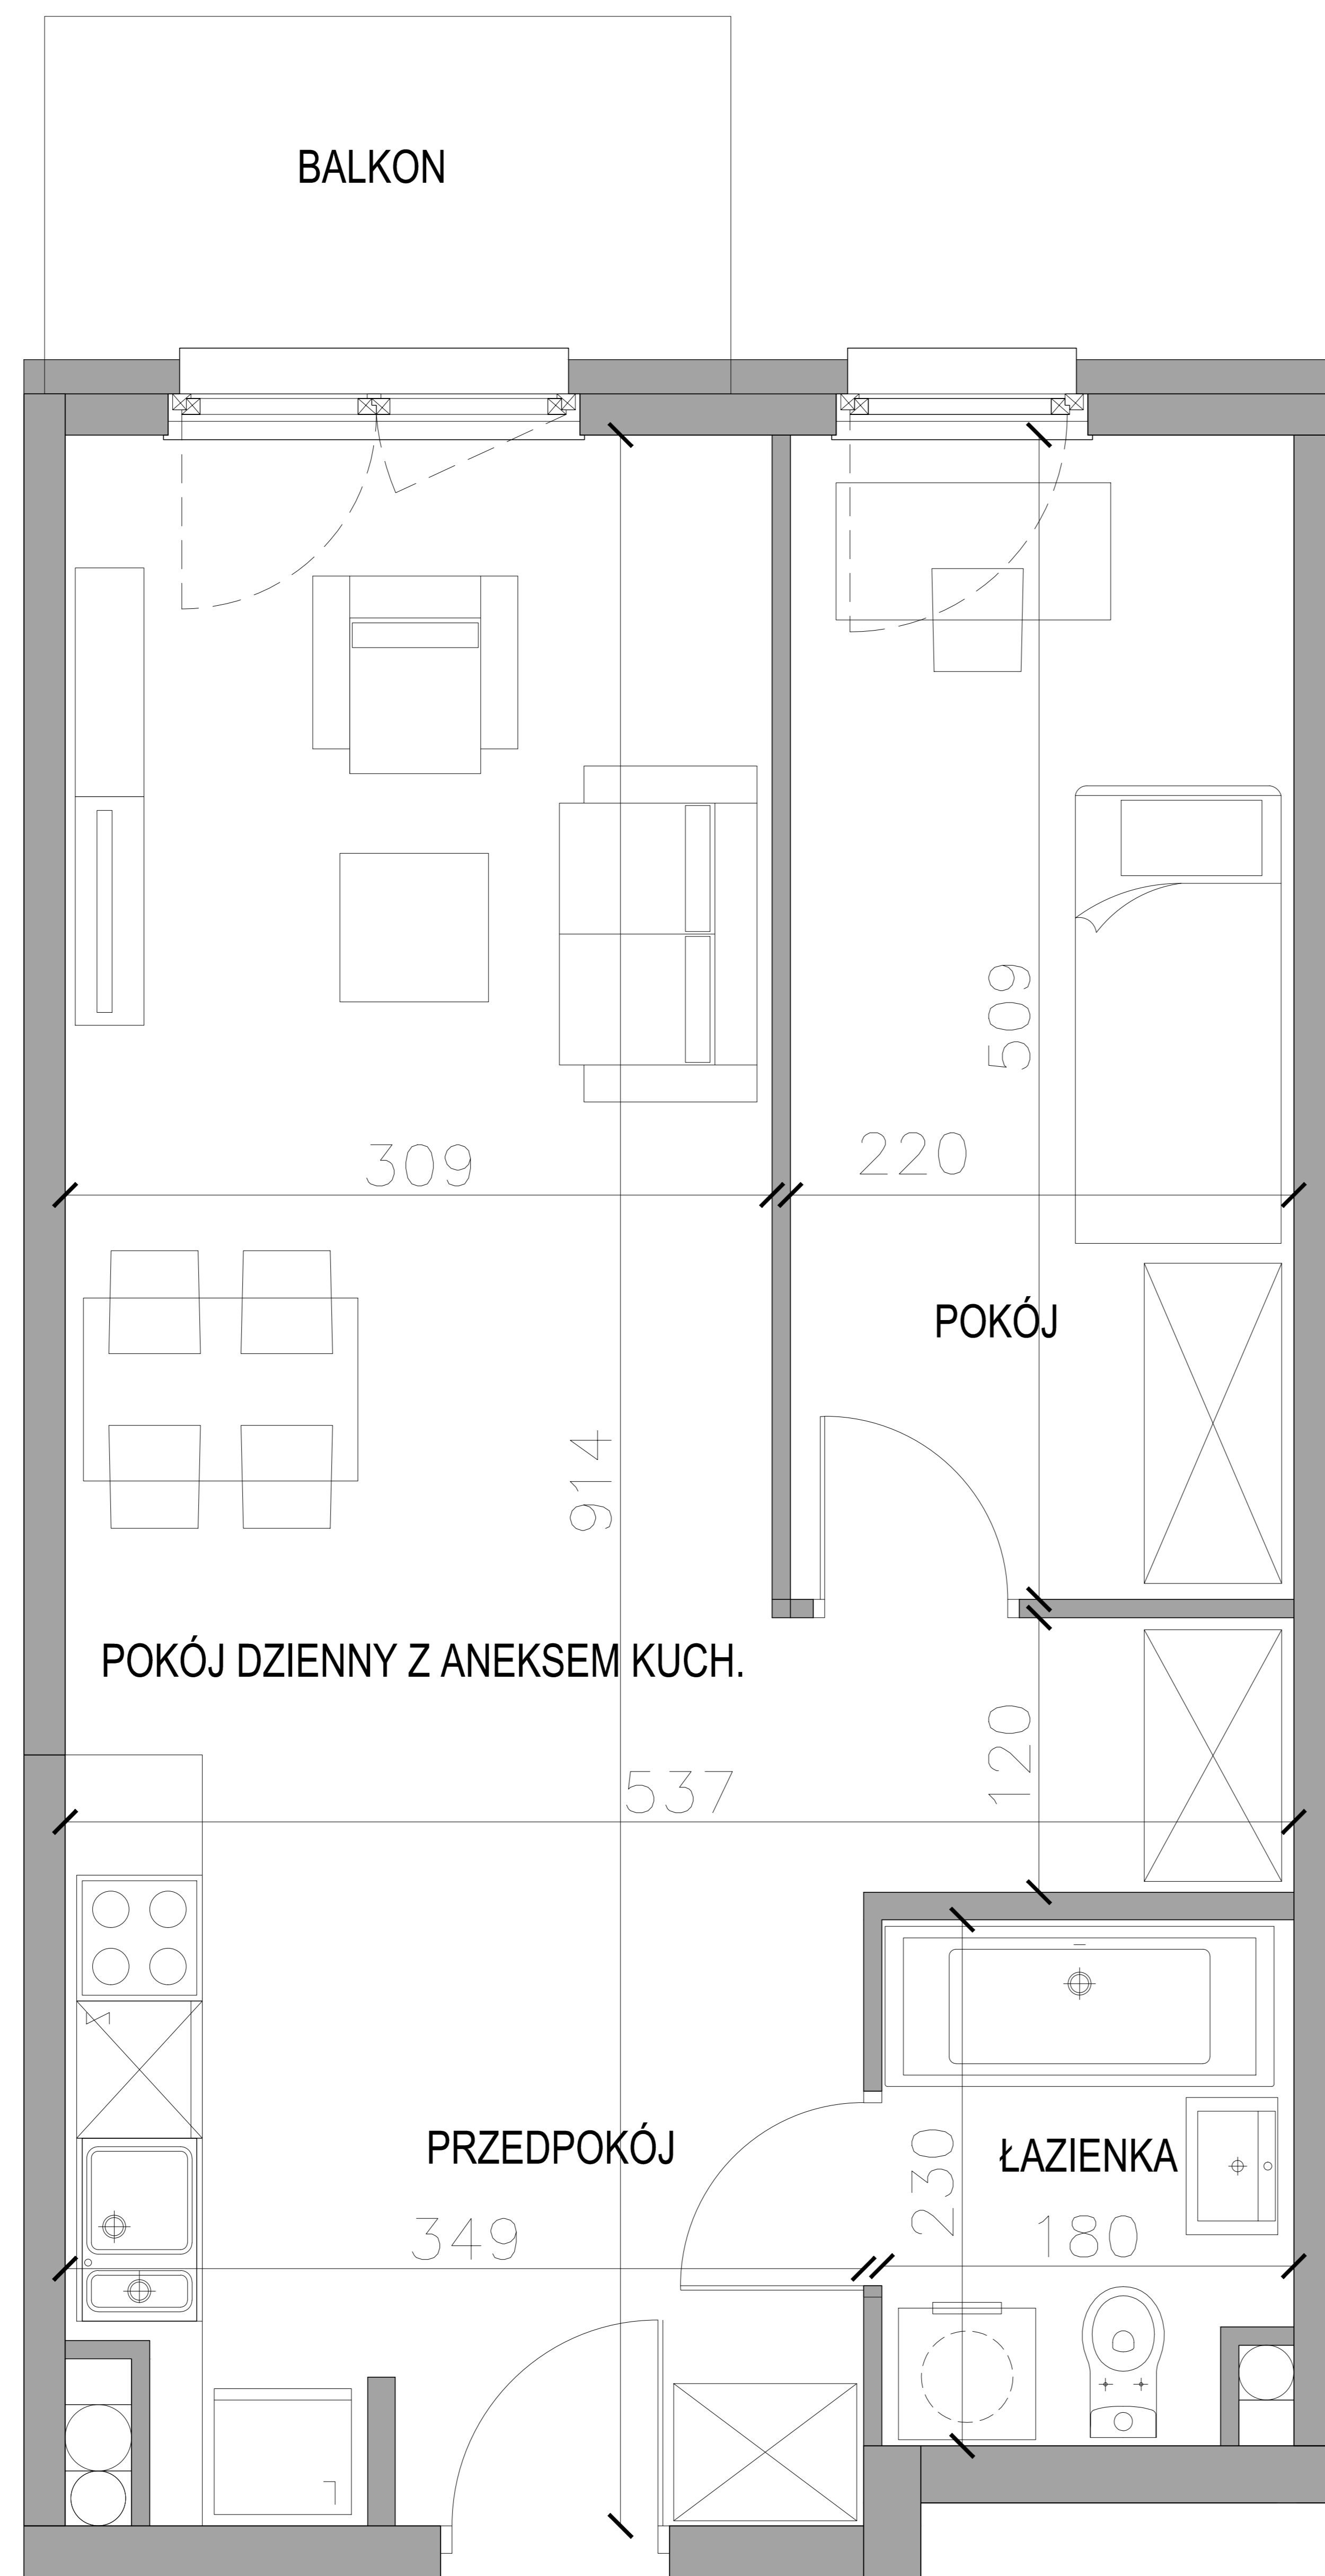 BALKON
509
309
220
POKÓJ
914
POKÓJ DZIENNY Z ANEKSEM KUCH.
120
537
PRZEDPOKÓJ
ŁAZIENKA
230
349
180